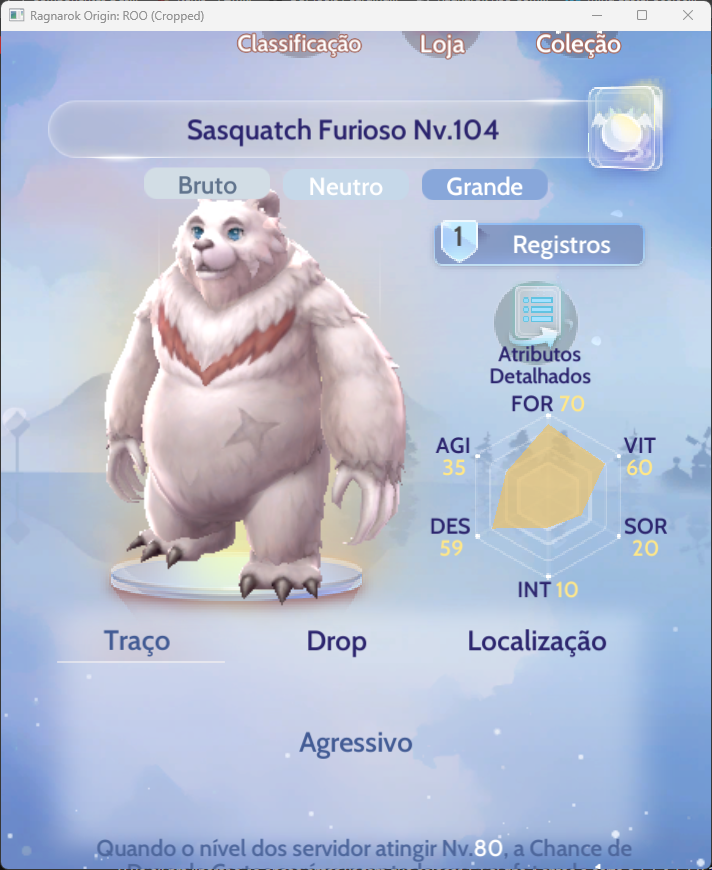 Ragnarok Origin: ROO (Cropped)
Classificação Loja Coleção
Sasquatch Furioso Nv.104
Bruto Neutro Grande
1 Registros
Atributos
Detalhados
FOR 70
AGI
35
VIT
60
DES
59
SOR
20
INT 10
Traço Drop Localização
Agressivo
Quando o nível dos servidor atingir Nv.80, a Chance de